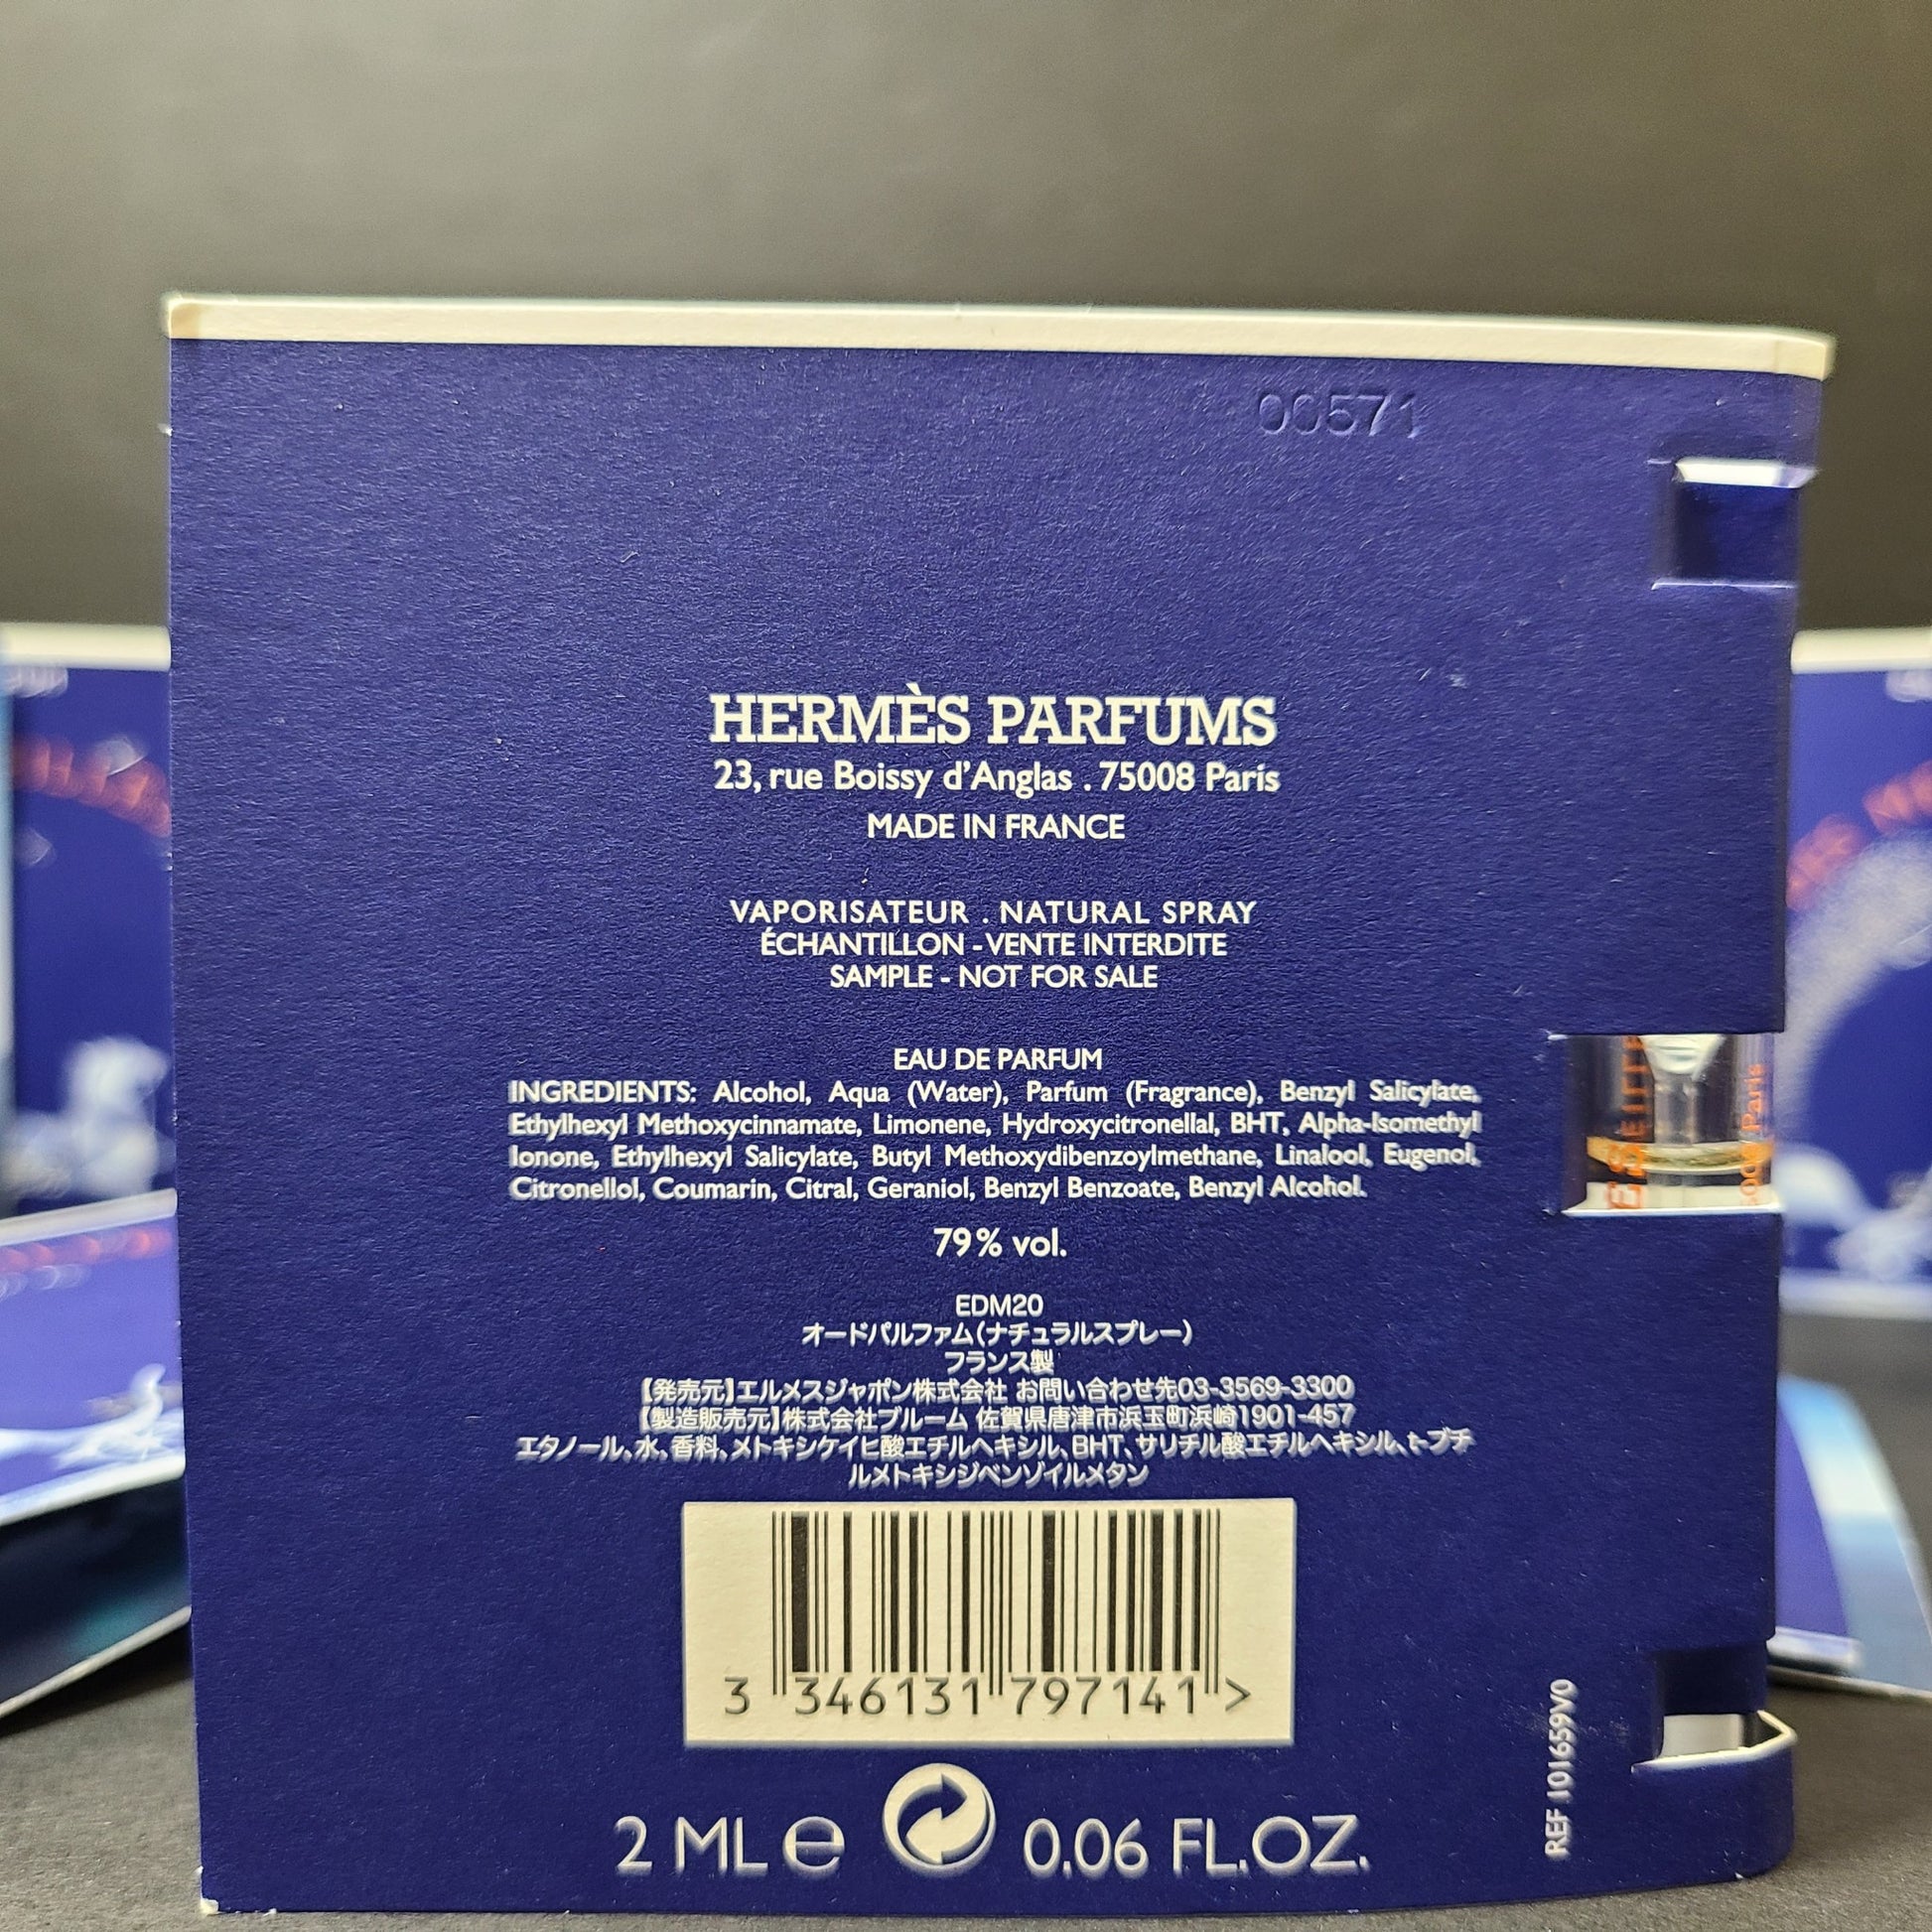 00571
HERMÈS PARFUMS
23, rue Boissy d'Anglas . 75008 Paris
MADE IN FRANCE
VAPORISATEUR . NATURAL SPRAY
ÉCHANTILLON - VENTE INTERDITE
SAMPLE - NOT FOR SALE
EAU DE PARFUM
INGREDIENTS: Alcohol, Aqua (Water), Parfum (Fragrance), Benzyl Salicylate,
Ethylhexyl Methoxycinnamate, Limonene, Hydroxycitronellal, BHT, Alpha-Isomethyl
Ionone, Ethylhexyl Salicylate, Butyl Methoxydibenzoylmethane, Linalool, Eugenol,
Citronellol, Coumarin, Citral, Geraniol, Benzyl Benzoate, Benzyl Alcohol.
79% vol.
EDM20
オードパルファム(ナチュラルスプレー)
フランス製
【発売元】エルメスジャポン株式会社 お問い合わせ先03-3569-3300
【製造販売元】株式会社ブルーム 佐賀県唐津市浜玉町浜崎1901-457
エタノール、水、香料、メトキシケイヒ酸エチルヘキシル、BHT、サリチル酸エチルヘキシル、t-ブチ
ルメトキシジベンゾイルメタン
3 346131 797141 >
2 ML e 0.06 FL.OZ.
REF 101659V0
Paris